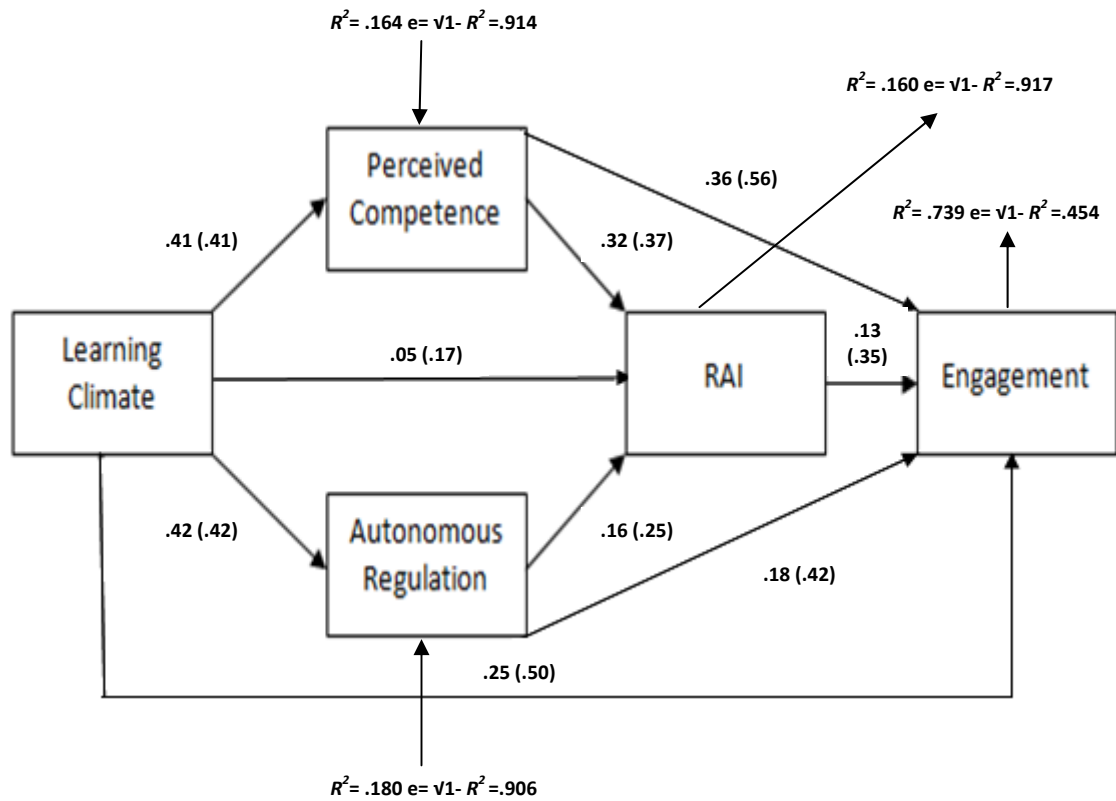 R²= .164 e= √1- R² =.914
R²= .160 e= √1- R² =.917
Perceived
Competence
.36 (.56)
R²= .739 e= √1- R² =.454
.41 (.41)
.32 (.37)
Learning
Climate
.05 (.17)
RAI
.13
(.35)
Engagement
.42 (.42)
Autonomous
Regulation
.16 (.25)
.18 (.42)
.25 (.50)
R²= .180 e= √1- R² =.906